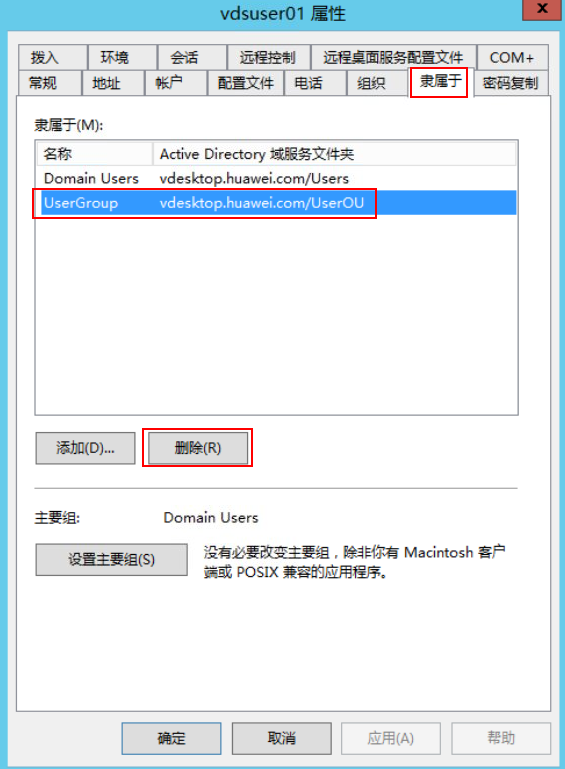 vdsuser01 属性
x
拨入 环境 会话 远程控制 远程桌面服务配置文件 COM+
常规 地址 帐户 配置文件 电话 组织 隶属于 密码复制
隶属于(M):
名称 Active Directory 域服务文件夹
Domain Users vdesktop.huawei.com/Users
UserGroup vdesktop.huawei.com/UserOU
添加(D)... 删除(R)
主要组: Domain Users
设置主要组(S) 没有必要改变主要组，除非你有 Macintosh 客户
端或 POSIX 兼容的应用程序。
确定 取消 应用(A) 帮助